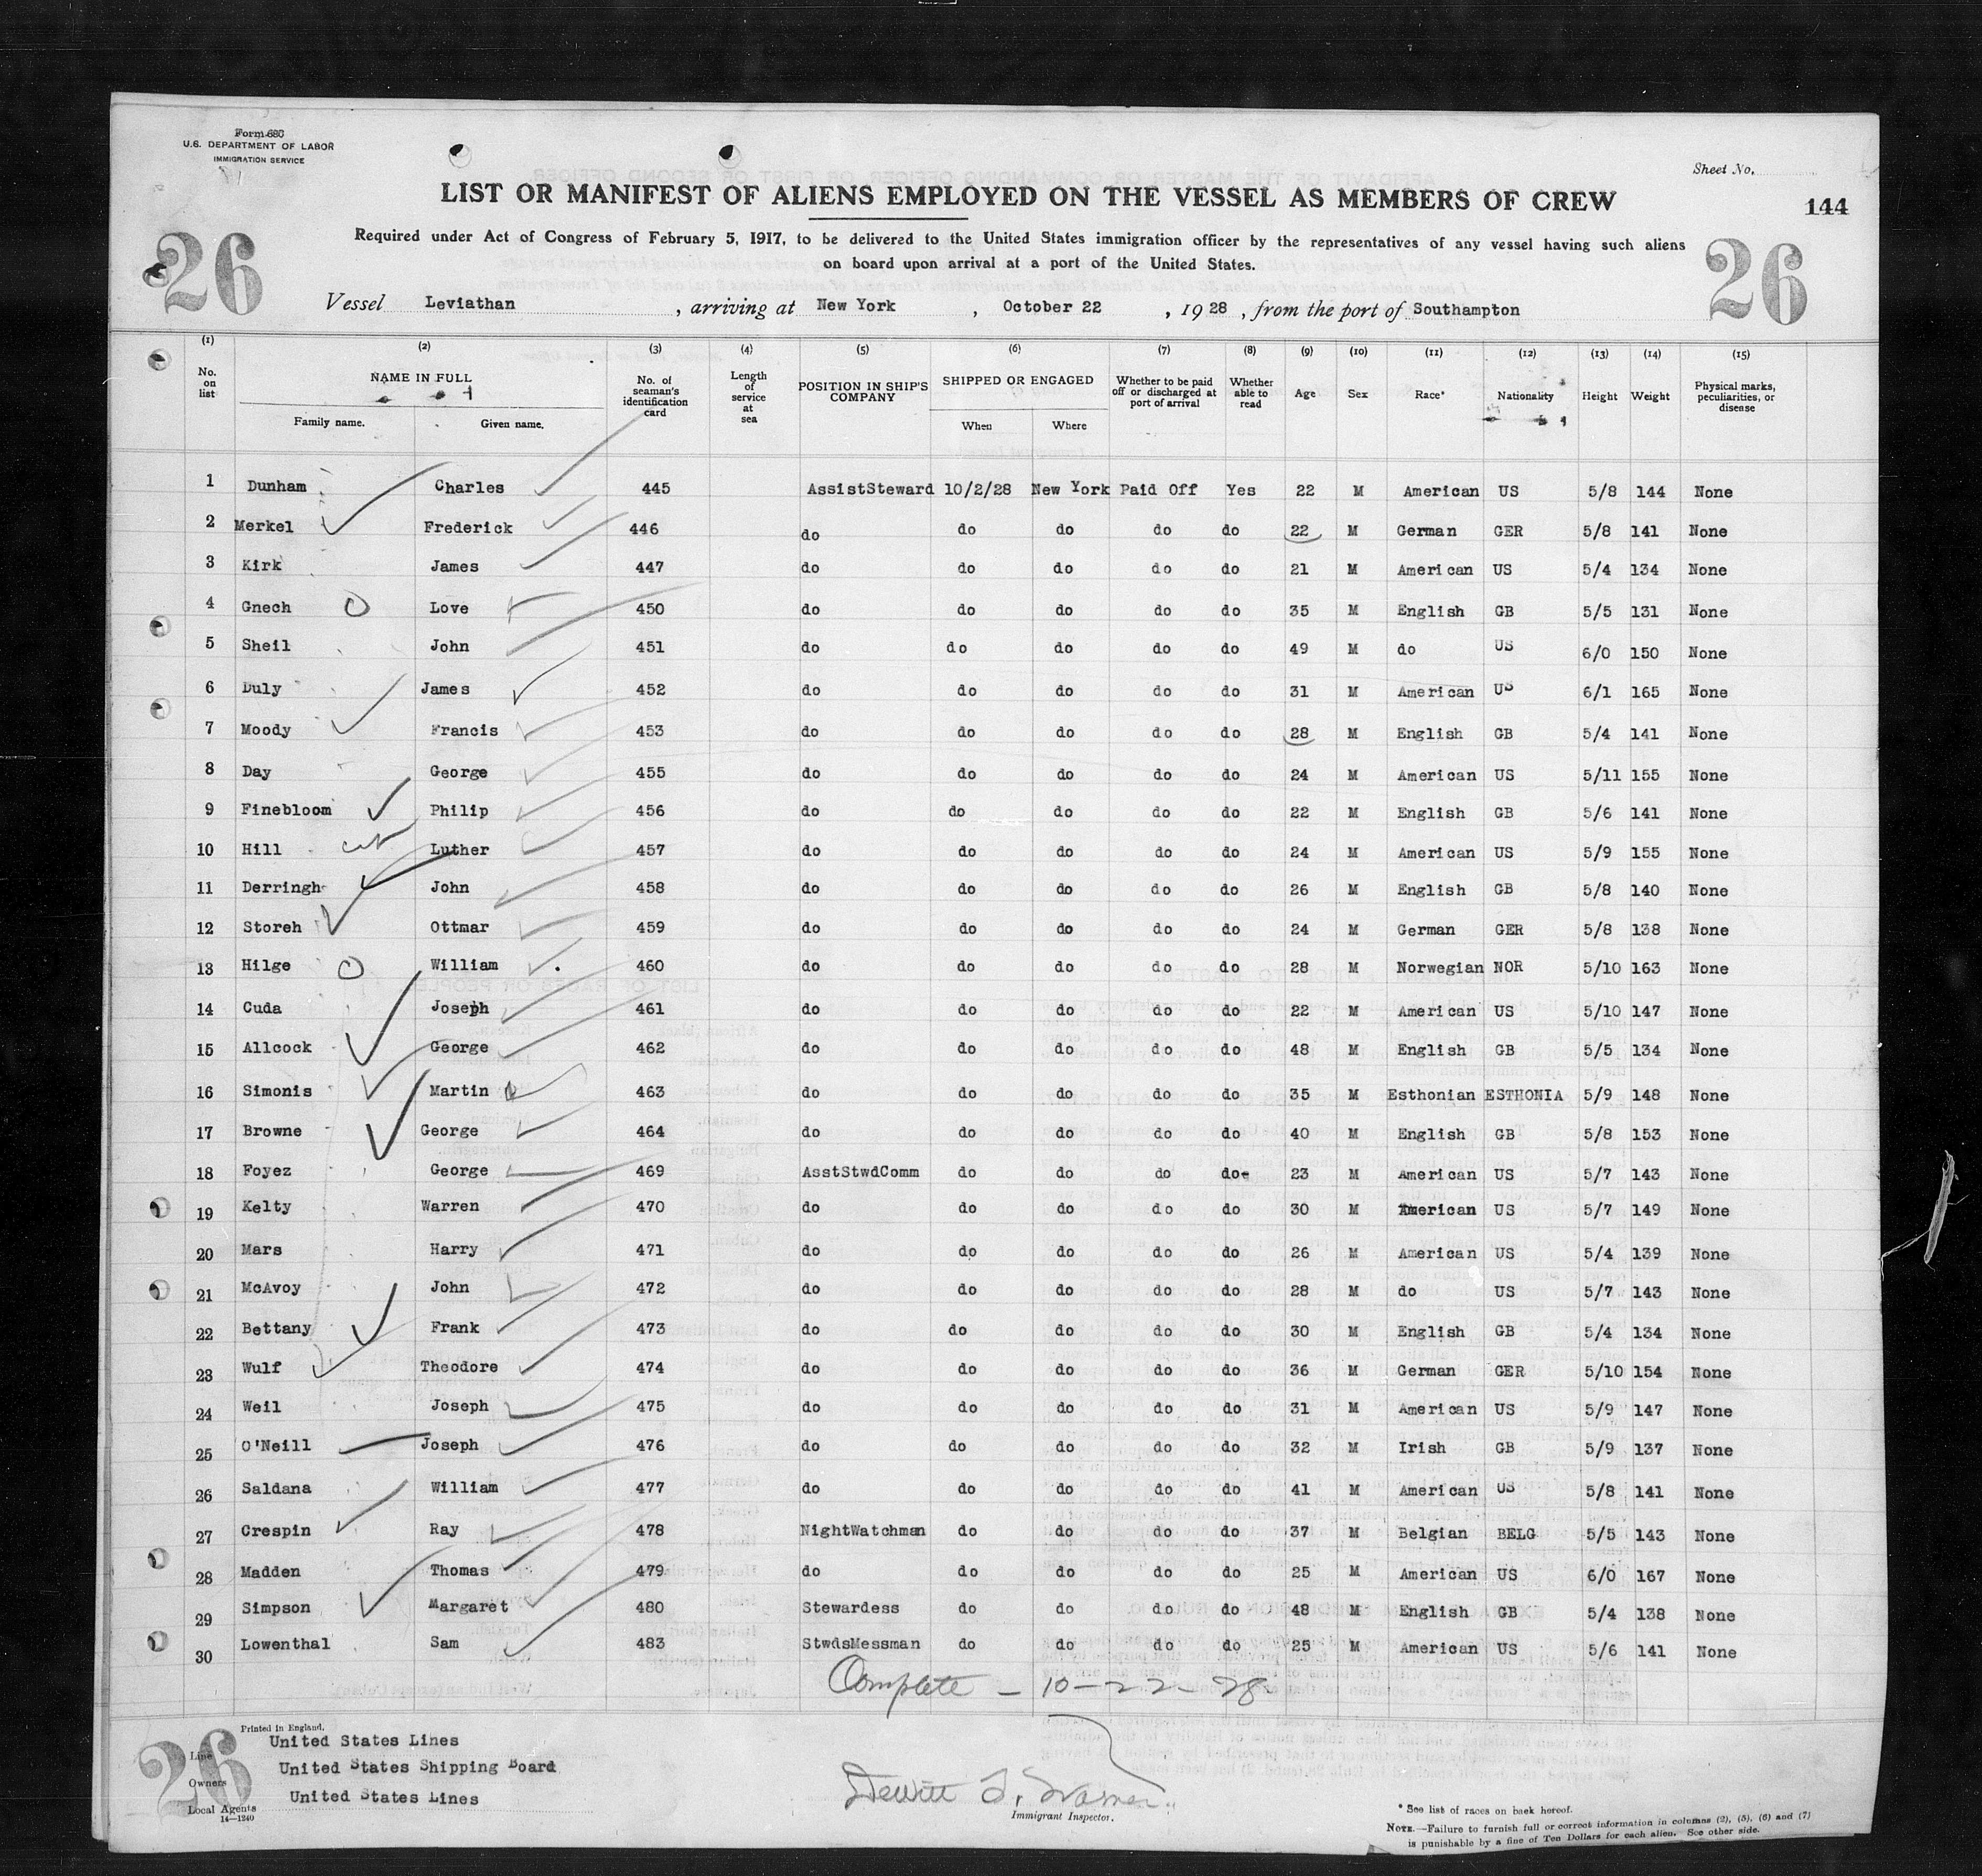 Form 680
U.S. DEPARTMENT OF LABOR
IMMIGRATION SERVICE
Sheet No.
LIST OR MANIFEST OF ALIENS EMPLOYED ON THE VESSEL AS MEMBERS OF CREW
144
26
26
Required under Act of Congress of February 5, 1917, to be delivered to the United States immigration officer by the representatives of any vessel having such aliens
on board upon arrival at a port of the United States.
Vessel Leviathan , arriving at New York , October 22 , 1928 , from the port of Southampton
(1) (2) (3) (4) (5) (6) (7) (8) (9) (10) (11) (12) (13) (14) (15)
No. on list NAME IN FULL Family name. Given name. No. of seaman's identification card Length of service at sea POSITION IN SHIP'S COMPANY SHIPPED OR ENGAGED When Where Whether to be paid off or discharged at port of arrival Whether able to read Age Sex Race* Nationality Height Weight Physical marks, peculiarities, or disease
1 Dunham Charles 445 AssistSteward 10/2/28 New York Paid Off Yes 22 M American US 5/8 144 None
2 Merkel Frederick 446 do do do do do 22 M German GER 5/8 141 None
3 Kirk James 447 do do do do do 21 M American US 5/4 134 None
4 Gnech O Love 450 do do do do do 35 M English GB 5/5 131 None
5 Sheil John 451 do do do do do 49 M do US 6/0 150 None
6 Duly James 452 do do do do do 31 M American US 6/1 165 None
7 Moody Francis 453 do do do do do 28 M English GB 5/4 141 None
8 Day George 455 do do do do do 24 M American US 5/11 155 None
9 Finebloom Philip 456 do do do do do 22 M English GB 5/6 141 None
10 Hill Luther 457 do do do do do 24 M American US 5/9 155 None
11 Derringh John 458 do do do do do 26 M English GB 5/8 140 None
12 Storeh Ottmar 459 do do do do do 24 M German GER 5/8 138 None
13 Hilge O William 460 do do do do do 28 M Norwegian NOR 5/10 163 None
14 Cuda Joseph 461 do do do do do 22 M American US 5/10 147 None
15 Allcock George 462 do do do do do 48 M English GB 5/5 134 None
16 Simonis Martin 463 do do do do do 35 M Esthonian ESTHONIA 5/9 148 None
17 Browne George 464 do do do do do 40 M English GB 5/8 153 None
18 Foyez George 469 AsstStwdComm do do do do 23 M American US 5/7 143 None
19 Kelty Warren 470 do do do do do 30 M American US 5/7 149 None
20 Mars Harry 471 do do do do do 26 M American US 5/4 139 None
21 McAvoy John 472 do do do do do 28 M do US 5/7 143 None
22 Bettany Frank 473 do do do do do 30 M English GB 5/4 134 None
23 Wulf Theodore 474 do do do do do 36 M German GER 5/10 154 None
24 Weil Joseph 475 do do do do do 31 M American US 5/9 147 None
25 O'Neill Joseph 476 do do do do do 32 M Irish GB 5/9 137 None
26 Saldana William 477 do do do do do 41 M American US 5/8 141 None
27 Crespin Ray 478 NightWatchman do do do do 37 M Belgian BELG 5/5 143 None
28 Madden Thomas 479 do do do do do 25 M American US 6/0 167 None
29 Simpson Margaret 480 Stewardess do do do do 48 M English GB 5/4 138 None
30 Lowenthal Sam 483 StwdsMessman do do do do 25 M American US 5/6 141 None
Complete - 10-22-28
Printed in England.
26
Line United States Lines
Owners United States Shipping Board
Local Agents United States Lines
14-1240
Immigrant Inspector.
* See list of races on back hereof.
NOTE.—Failure to furnish full or correct information in columns (2), (5), (6) and (7)
is punishable by a fine of Ten Dollars for each alien. See other side.